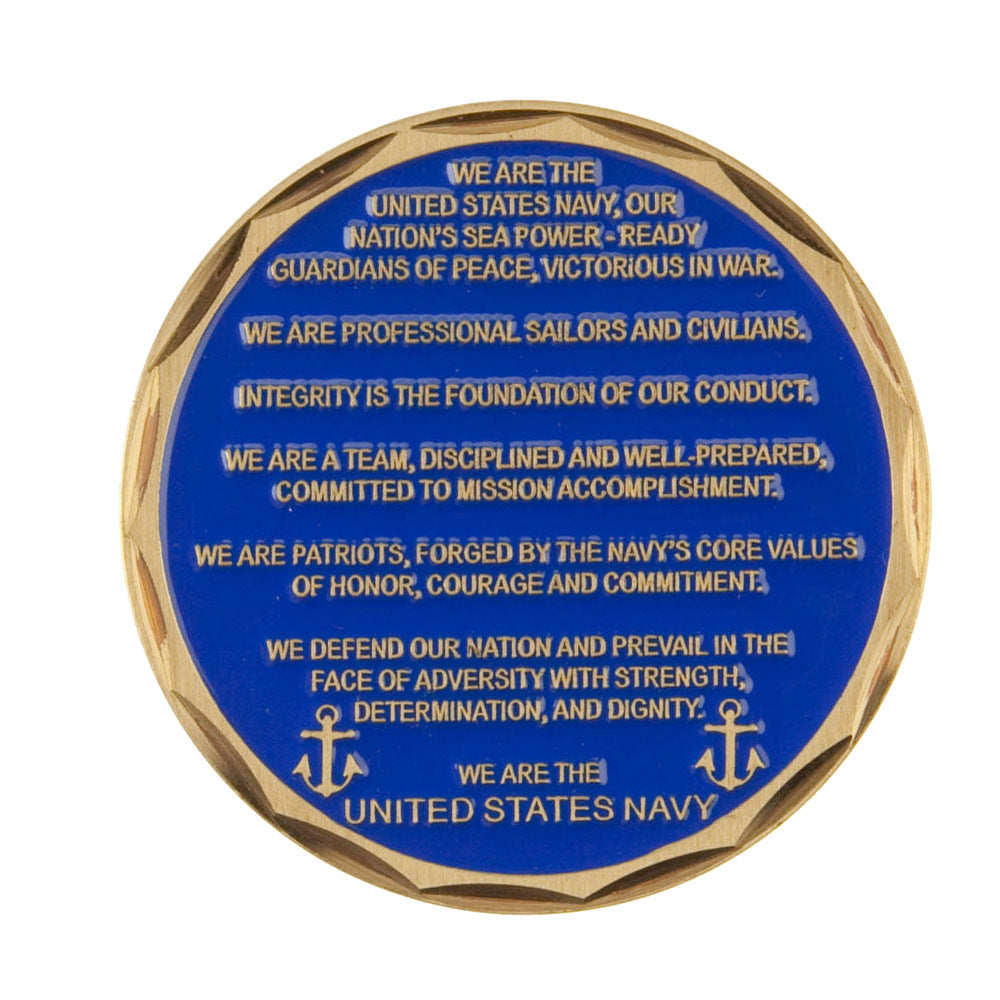 WE ARE THE
UNITED STATES NAVY, OUR
NATION'S SEA POWER - READY
GUARDIANS OF PEACE, VICTORIOUS IN WAR.
WE ARE PROFESSIONAL SAILORS AND CIVILIANS.
INTEGRITY IS THE FOUNDATION OF OUR CONDUCT.
WE ARE A TEAM, DISCIPLINED AND WELL-PREPARED,
COMMITTED TO MISSION ACCOMPLISHMENT.
WE ARE PATRIOTS, FORGED BY THE NAVY'S CORE VALUES
OF HONOR, COURAGE AND COMMITMENT.
WE DEFEND OUR NATION AND PREVAIL IN THE
FACE OF ADVERSITY WITH STRENGTH,
DETERMINATION, AND DIGNITY.
WE ARE THE
UNITED STATES NAVY